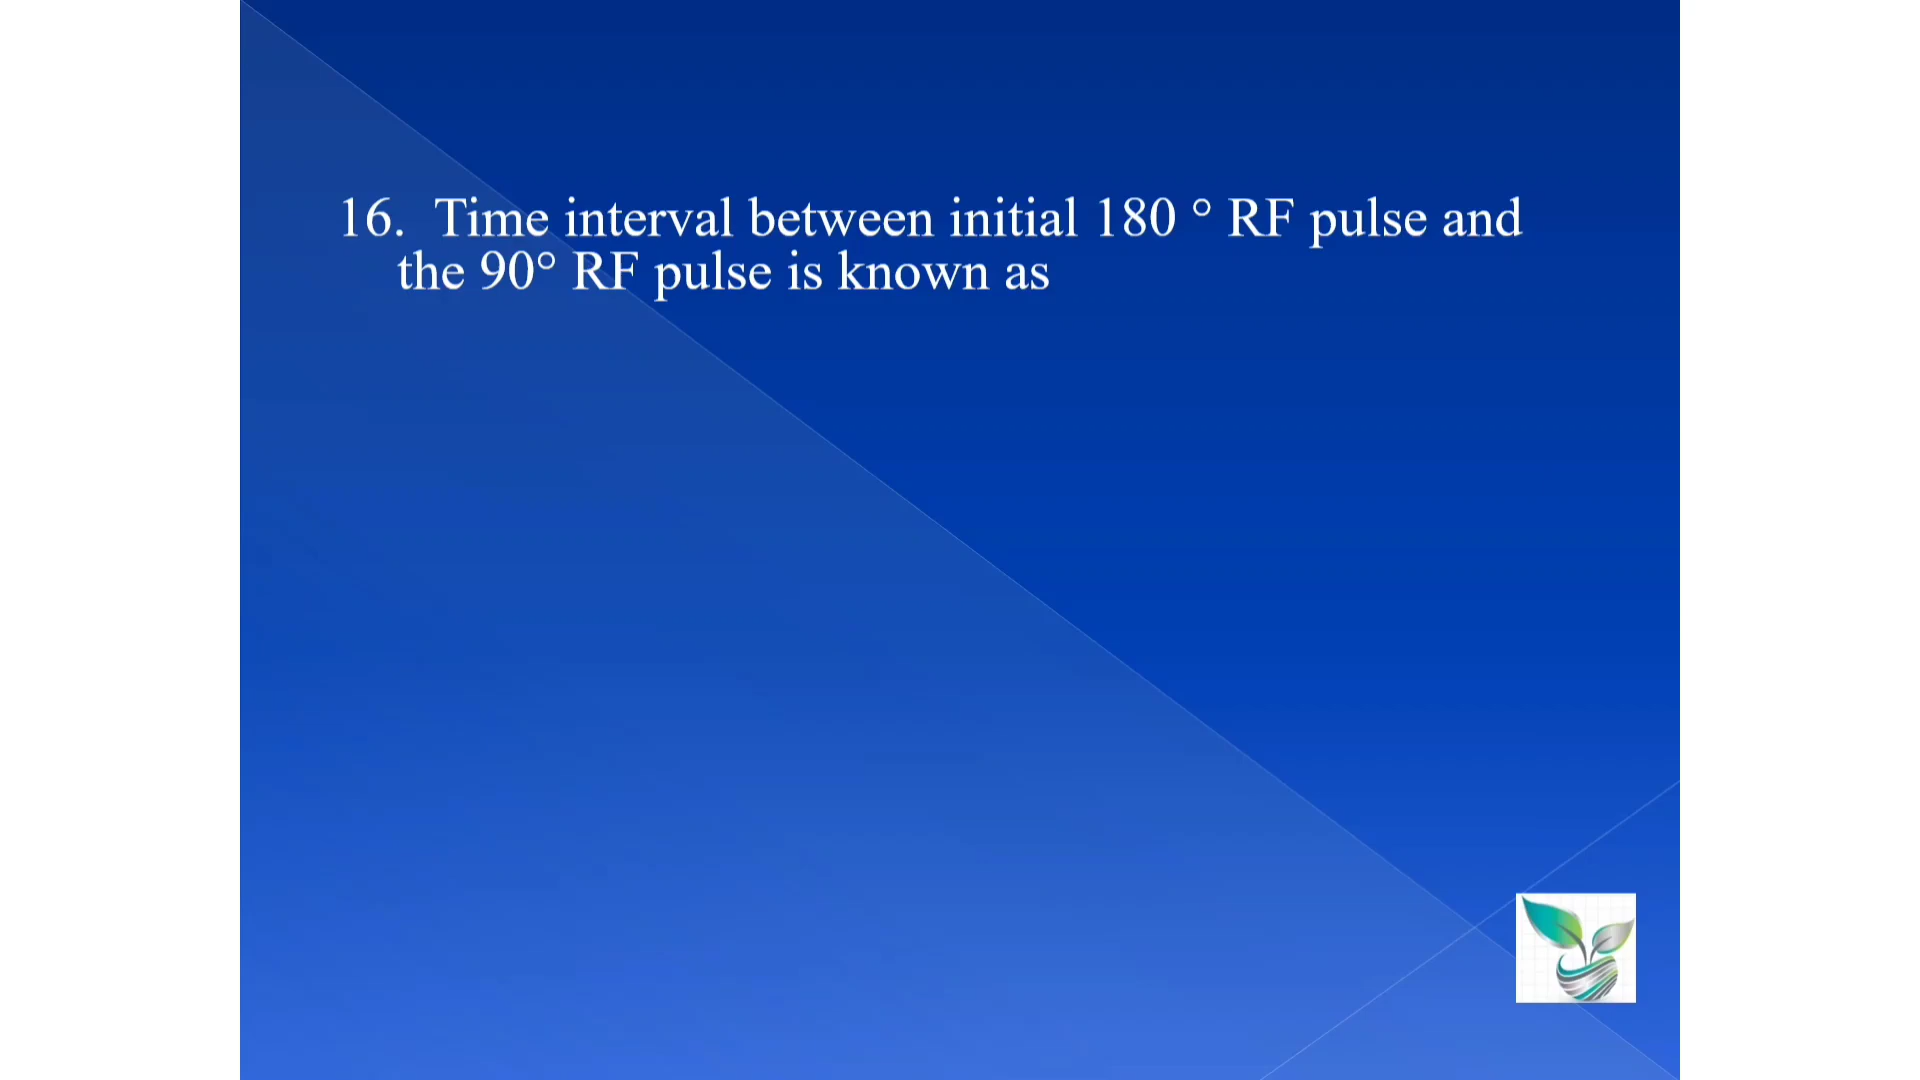 16. Time interval between initial 180 ° RF pulse and
the 90° RF pulse is known as